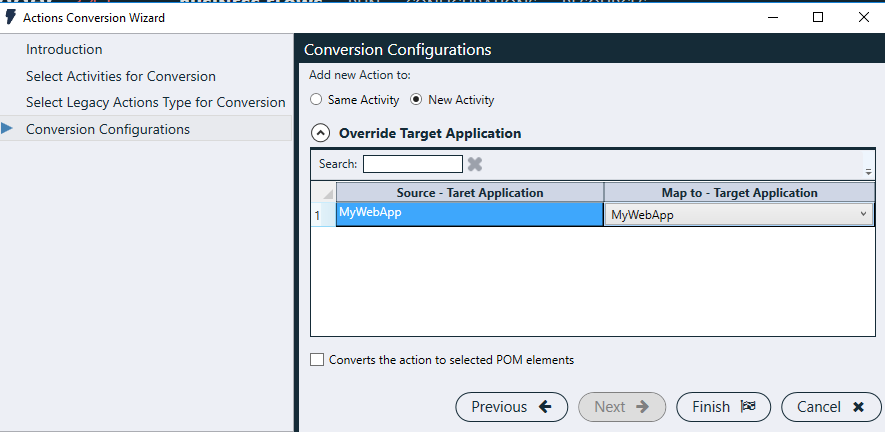 Actions Conversion Wizard
Introduction
Select Activities for Conversion
Select Legacy Actions Type for Conversion
Conversion Configurations
Conversion Configurations
Add new Action to:
Same Activity New Activity
Override Target Application
Search:
Source - Taret Application Map to - Target Application
1 MyWebApp MyWebApp
Converts the action to selected POM elements
Previous Next Finish Cancel